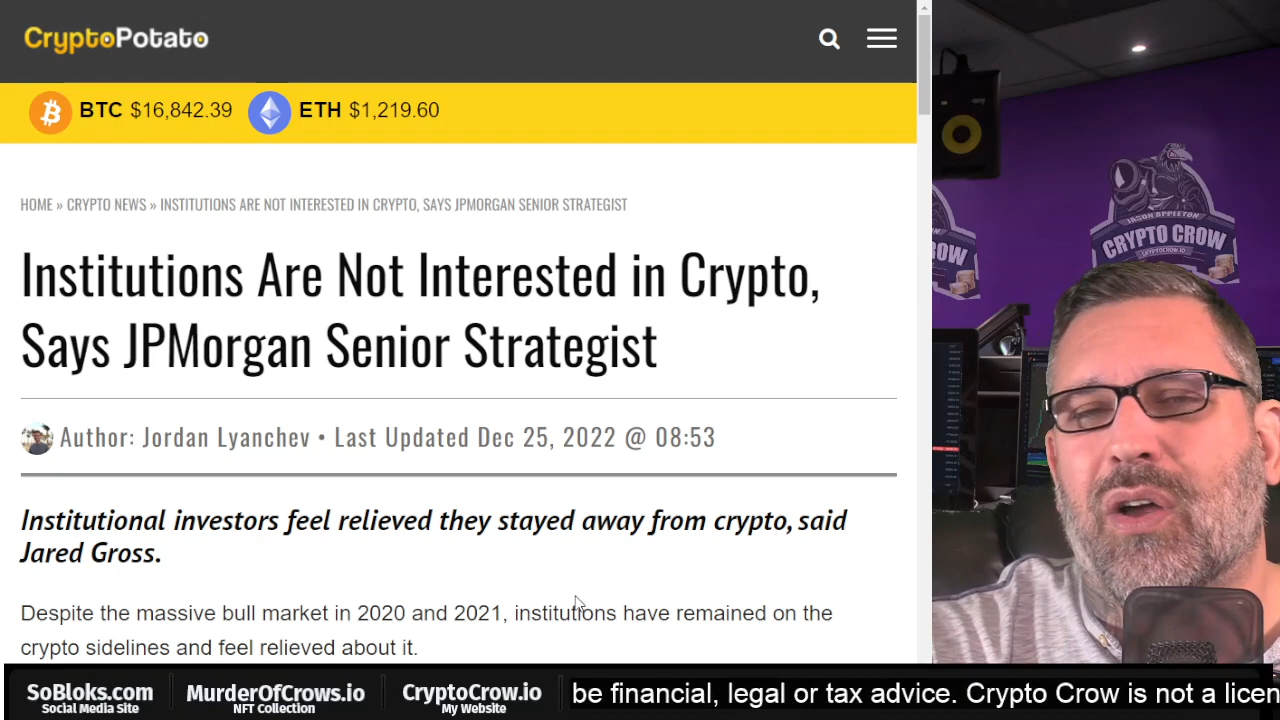 CryptoPotato
BTC $16,842.39 ETH $1,219.60
HOME » CRYPTO NEWS » INSTITUTIONS ARE NOT INTERESTED IN CRYPTO, SAYS JPMORGAN SENIOR STRATEGIST
Institutions Are Not Interested in Crypto,
Says JPMorgan Senior Strategist
Author: Jordan Lyanchev • Last Updated Dec 25, 2022 @ 08:53
Institutional investors feel relieved they stayed away from crypto, said
Jared Gross.
Despite the massive bull market in 2020 and 2021, institutions have remained on the
crypto sidelines and feel relieved about it.
JASON APPLETON
CRYPTO CROW
CRYPTOCROW.IO
SoBloks.com
Social Media Site
MurderOfCrows.io
NFT Collection
CryptoCrow.io
My Website
be financial, legal or tax advice. Crypto Crow is not a licen